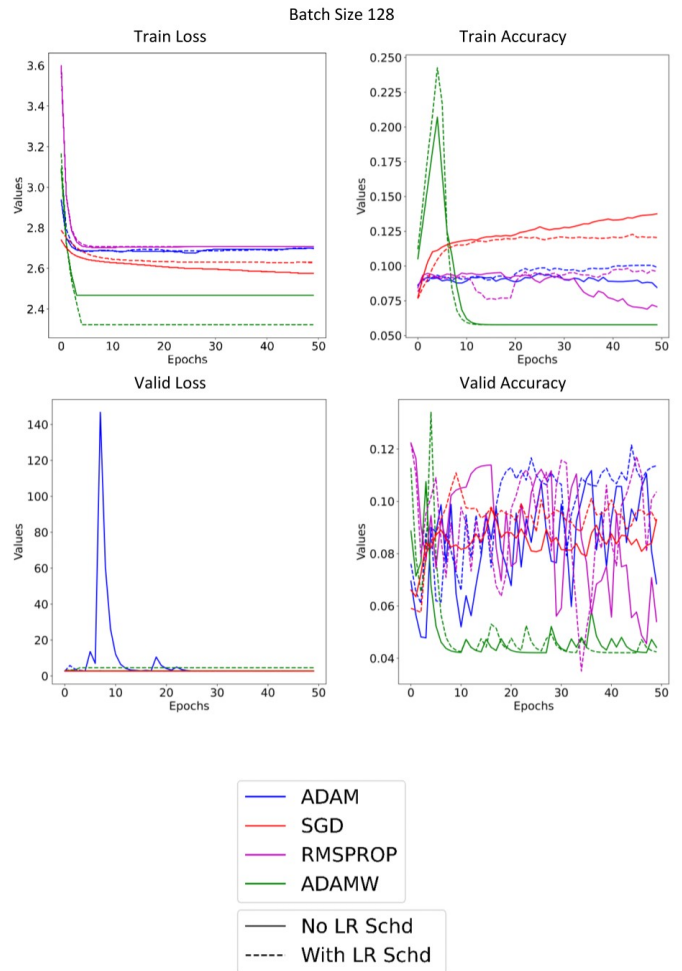 Batch Size 128
Train Loss
Train Accuracy
Values
3.6
3.4
3.2
3.0
2.8
2.6
2.4
0
10
20
30
40
50
Epochs
Values
0.250
0.225
0.200
0.175
0.150
0.125
0.100
0.075
0.050
0
10
20
30
40
50
Epochs
Valid Loss
Valid Accuracy
Values
140
120
100
80
60
40
20
0
0
10
20
30
40
50
Epochs
Values
0.12
0.10
0.08
0.06
0.04
0
10
20
30
40
50
Epochs
ADAM
SGD
RMSPROP
ADAMW
No LR Schd
With LR Schd